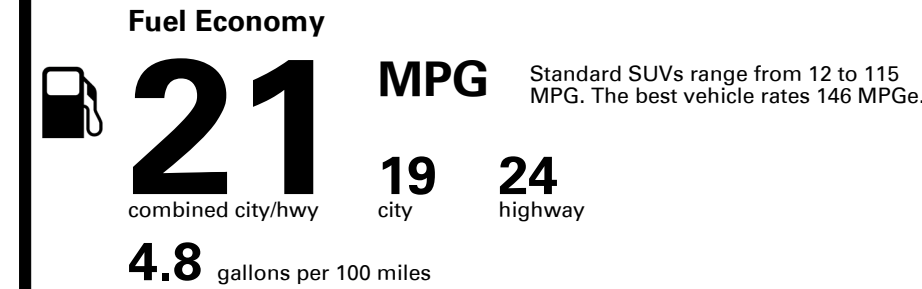 Fuel Economy
21 MPG
Standard SUVs range from 12 to 115
MPG. The best vehicle rates 146 MPGe.
19 24
combined city/hwy city highway
4.8 gallons per 100 miles